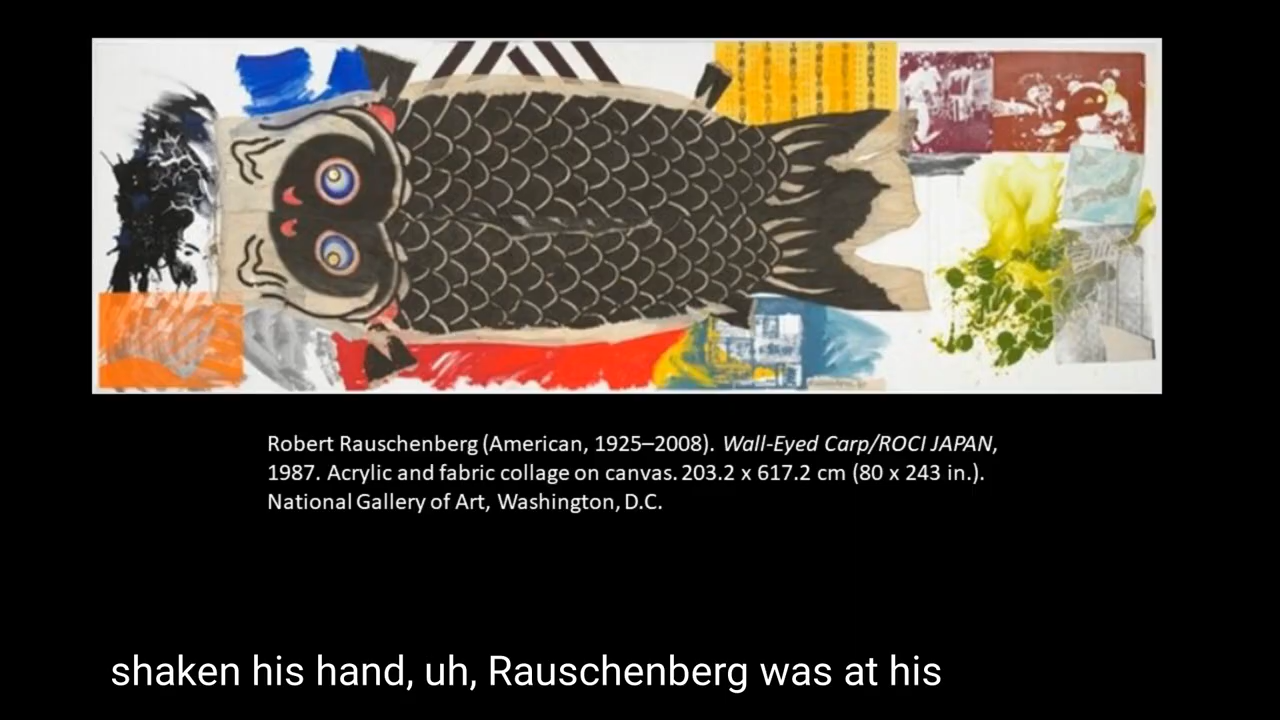 Robert Rauschenberg (American, 1925–2008). Wall-Eyed Carp/ROCI JAPAN,
1987. Acrylic and fabric collage on canvas. 203.2 x 617.2 cm (80 x 243 in.).
National Gallery of Art, Washington, D.C.
shaken his hand, uh, Rauschenberg was at his